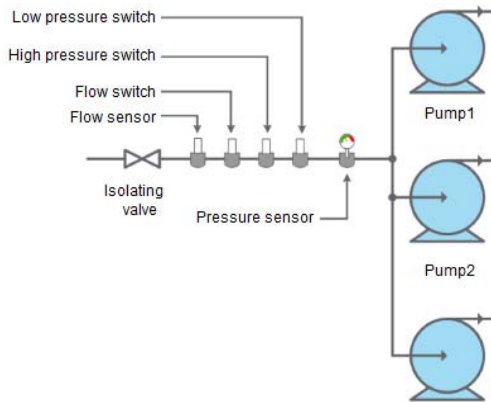 Low pressure switch
High pressure switch
Flow switch
Flow sensor
Isolating
valve
Pressure sensor
Pump1
Pump2